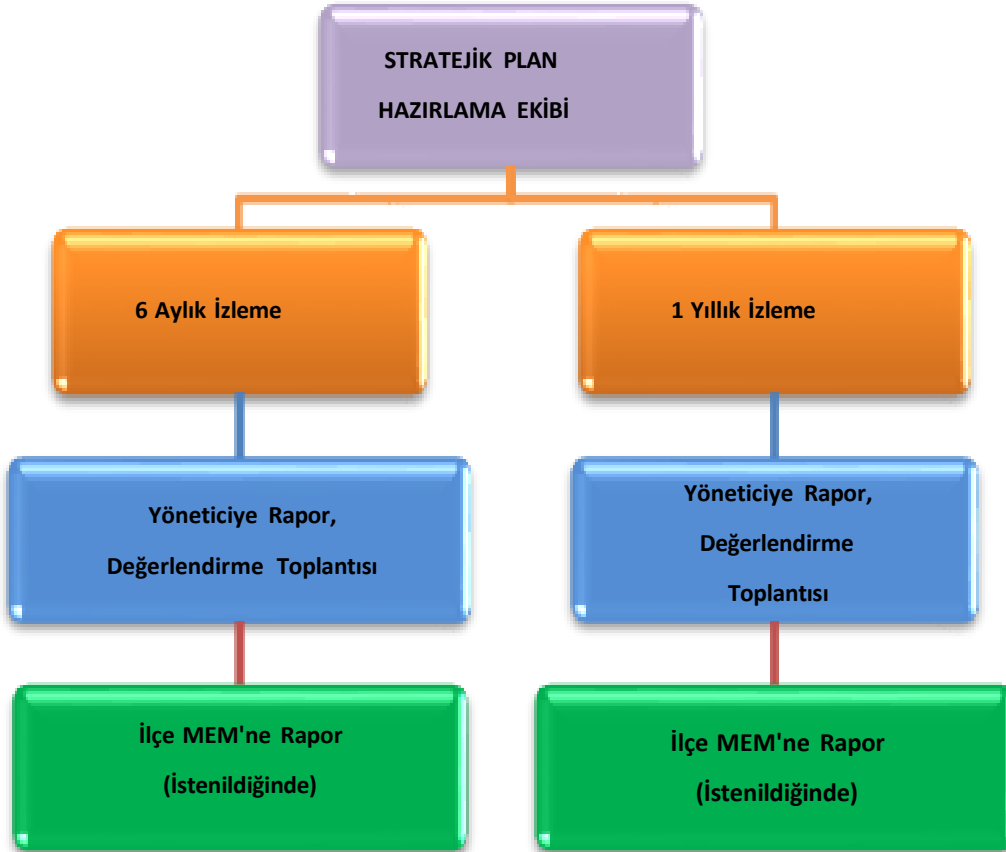 STRATEJİK PLAN
HAZIRLAMA EKİBİ
6 Aylık İzleme
1 Yıllık İzleme
Yöneticiye Rapor,
Değerlendirme Toplantısı
Yöneticiye Rapor,
Değerlendirme
Toplantısı
İlçe MEM'ne Rapor
(İstenildiğinde)
İlçe MEM'ne Rapor
(İstenildiğinde)